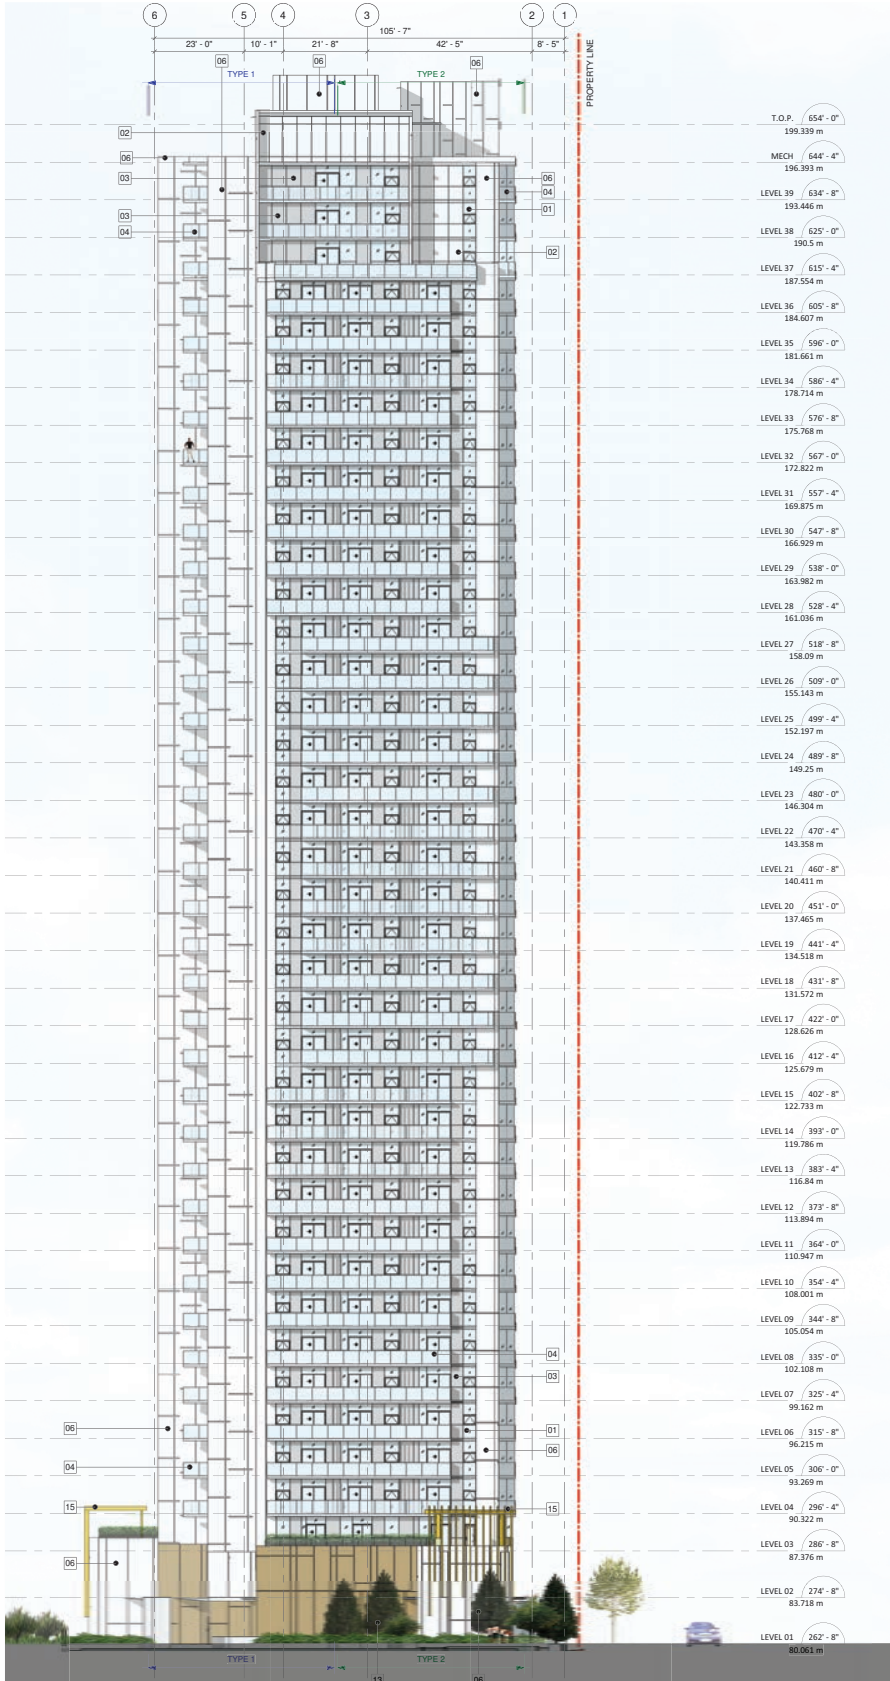 6
5
4
3
2
1
105' - 7"
23' - 0"
10' - 1"
21' - 8"
42' - 5"
8' - 5"
06
06
06
TYPE 1
TYPE 2
PROPERTY LINE
02
06
03
03
04
06
04
01
02
T.O.P. 654' - 0"
199.339 m
MECH 644' - 4"
196.393 m
LEVEL 39 634' - 8"
193.446 m
LEVEL 38 625' - 0"
190.5 m
LEVEL 37 615' - 4"
187.554 m
LEVEL 36 605' - 8"
184.607 m
LEVEL 35 596' - 0"
181.661 m
LEVEL 34 586' - 4"
178.714 m
LEVEL 33 576' - 8"
175.768 m
LEVEL 32 567' - 0"
172.822 m
LEVEL 31 557' - 4"
169.875 m
LEVEL 30 547' - 8"
166.929 m
LEVEL 29 538' - 0"
163.982 m
LEVEL 28 528' - 4"
161.036 m
LEVEL 27 518' - 8"
158.09 m
LEVEL 26 509' - 0"
155.143 m
LEVEL 25 499' - 4"
152.197 m
LEVEL 24 489' - 8"
149.25 m
LEVEL 23 480' - 0"
146.304 m
LEVEL 22 470' - 4"
143.358 m
LEVEL 21 460' - 8"
140.411 m
LEVEL 20 451' - 0"
137.465 m
LEVEL 19 441' - 4"
134.518 m
LEVEL 18 431' - 8"
131.572 m
LEVEL 17 422' - 0"
128.626 m
LEVEL 16 412' - 4"
125.679 m
LEVEL 15 402' - 8"
122.733 m
LEVEL 14 393' - 0"
119.786 m
LEVEL 13 383' - 4"
116.84 m
LEVEL 12 373' - 8"
113.894 m
LEVEL 11 364' - 0"
110.947 m
LEVEL 10 354' - 4"
108.001 m
LEVEL 09 344' - 8"
105.054 m
LEVEL 08 335' - 0"
102.108 m
LEVEL 07 325' - 4"
99.162 m
LEVEL 06 315' - 8"
96.215 m
LEVEL 05 306' - 0"
93.269 m
LEVEL 04 296' - 4"
90.322 m
LEVEL 03 286' - 8"
87.376 m
LEVEL 02 274' - 8"
83.718 m
LEVEL 01 262' - 8"
80.061 m
04
03
01
06
15
06
04
15
06
TYPE 1
TYPE 2
13
06